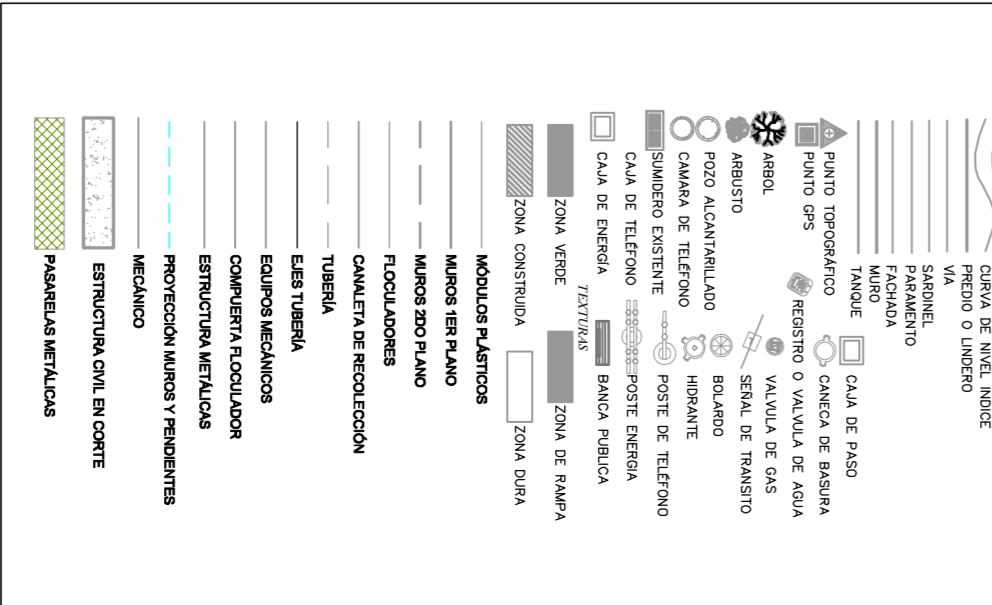 CURVA DE NIVEL INDICE
PREDIO O LINDERO
VÍA
SARDINEL
PARAMENTO
FACHADA
MURO
TANQUE
CAJA DE PASO
PUNTO TOPOGRÁFICO
CANECA DE BASURA
PUNTO GPS
REGISTRO O VALVULA DE AGUA
ARBOL
VALVULA DE GAS
ARBUSTO
SEÑAL DE TRANSITO
POZO ALCANTARILLADO
BOLARDO
CAMARA DE TELÉFONO
HIDRANTE
SUMIDERO EXISTENTE
POSTE DE TELÉFONO
CAJA DE TELÉFONO
POSTE ENERGIA
CAJA DE ENERGÍA
BANCA PUBLICA
TEXTURAS
ZONA VERDE
ZONA DE RAMPA
ZONA CONSTRUIDA
ZONA DURA
MÓDULOS PLÁSTICOS
MUROS 1ER PLANO
MUROS 2DO PLANO
FLOCULADORES
CANALETA DE RECOLECCIÓN
TUBERÍA
EJES TUBERÍA
EQUIPOS MECÁNICOS
COMPUERTA FLOCULADOR
ESTRUCTURA METÁLICAS
PROYECCIÓN MUROS Y PENDIENTES
MECÁNICO
ESTRUCTURA CIVIL EN CORTE
PASARELAS METÁLICAS